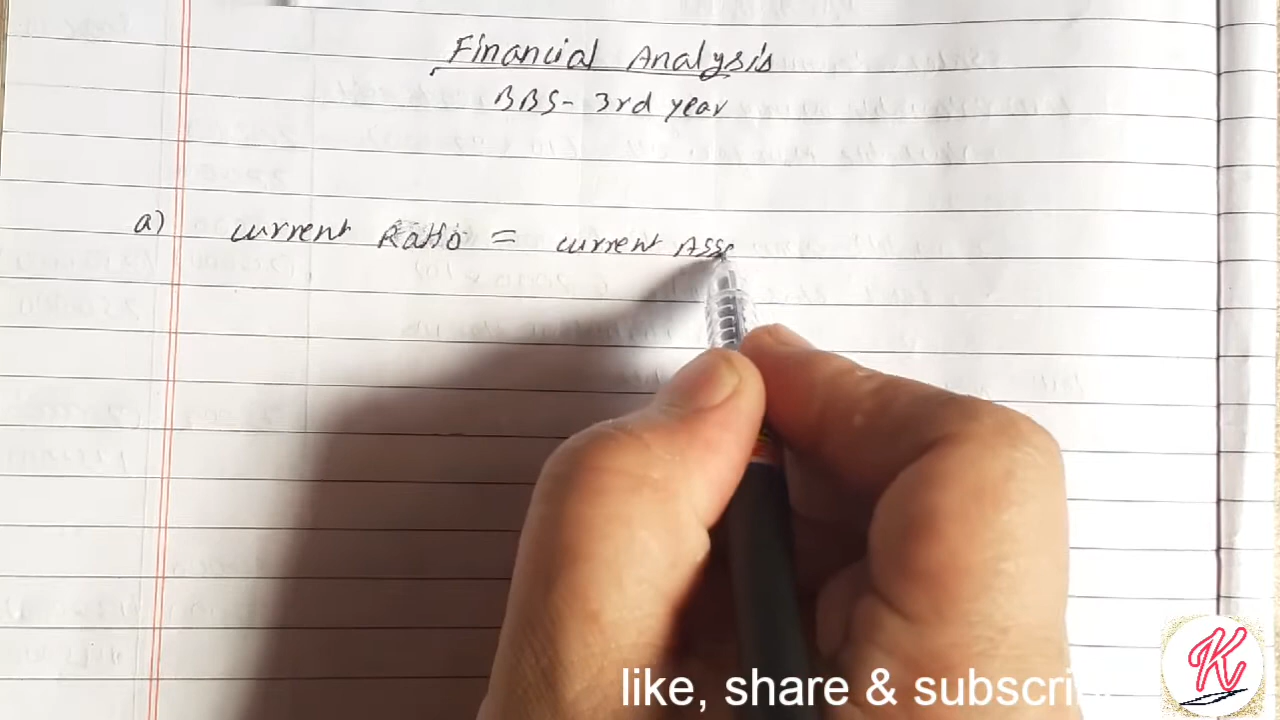 Financial Analysis
BBS- 3rd year
a) current Ratio = current Asse
like, share & subscri
K